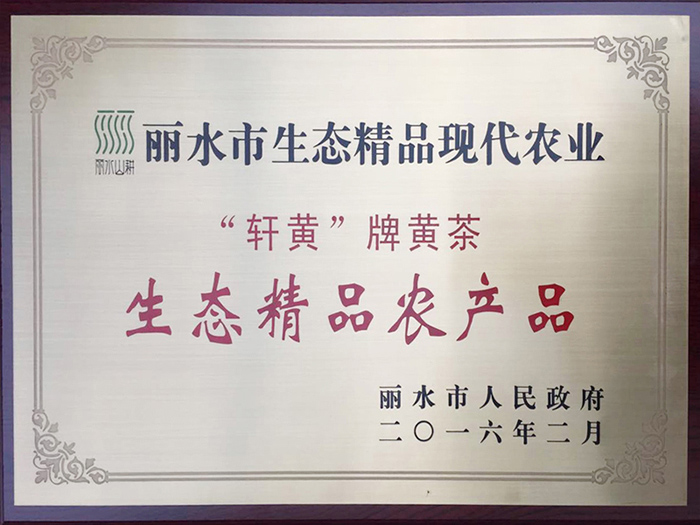 丽水山耕
丽水市生态精品现代农业
“轩黄”牌黄茶
生态精品农产品
丽水市人民政府
二〇一六年二月